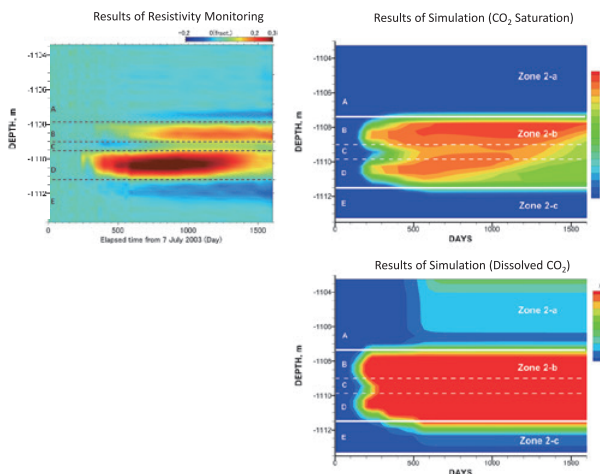 Results of Resistivity Monitoring
-0.2 0(fract.) 0.2 0.3
DEPTH, m
-1104
-1106
-1108
-1110
-1112
A
B
C
D
E
0 500 1000 1500
Elapsed time from 7 July 2003 (Day)
Results of Simulation (CO₂ Saturation)
DEPTH, m
-1104
-1106
-1108
-1110
-1112
A
B
C
D
E
Zone 2-a
Zone 2-b
Zone 2-c
0 500 1000 1500
DAYS
Results of Simulation (Dissolved CO₂)
DEPTH, m
-1104
-1106
-1108
-1110
-1112
A
B
C
D
E
Zone 2-a
Zone 2-b
Zone 2-c
0 500 1000 1500
DAYS